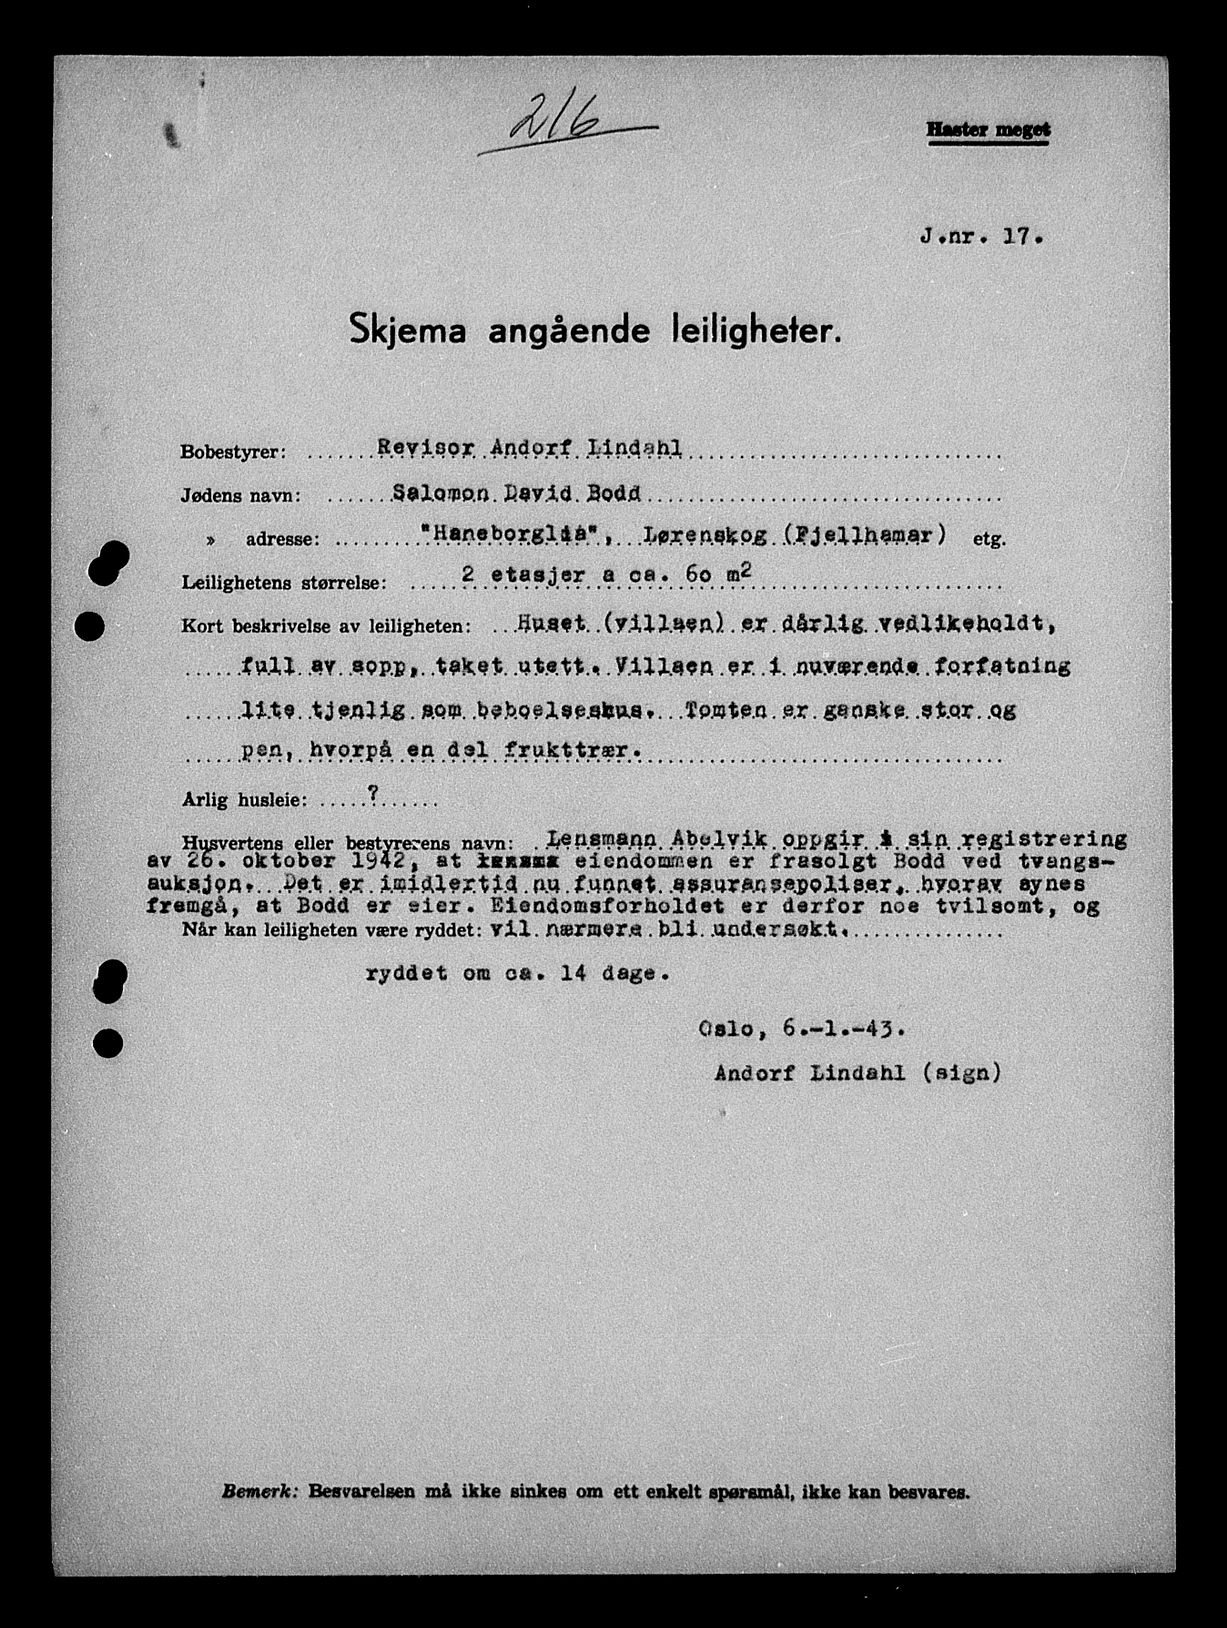 216
Haster meget
J.nr. 17.
Skjema angående leiligheter.
Bobestyrer: Revisor Andorf Lindahl
Jødens navn: Salomon David Bodd
» adresse: "Haneborglia", Lørenskog (Fjellhamar) etg.
Leilighetens størrelse: 2 etasjer a ca. 60 m2
Kort beskrivelse av leiligheten: Huset (villaen) er dårlig vedlikeholdt,
full av sopp, taket utett. Villaen er i nuværende forfatning
lite tjenlig som beboelseshus. Tomten er ganske stor og
pen, hvorpå en del frukttrær.
Årlig husleie: ?
Husvertens eller bestyrerens navn: Lensmann Abelvik oppgir i sin registrering
av 26. oktober 1942, at eiendommen er frasolgt Bodd ved tvangs-
auksjon. Det er imidlertid nu funnet assuransepoliser, hvorav synes
fremgå, at Bodd er eier. Eiendomsforholdet er derfor noe tvilsomt, og
Når kan leiligheten være ryddet: vil nærmere bli undersøkt.
ryddet om ca. 14 dage.
Oslo, 6.-1.-43.
Andorf Lindahl (sign)
Bemerk: Besvarelsen må ikke sinkes om ett enkelt spørsmål, ikke kan besvares.